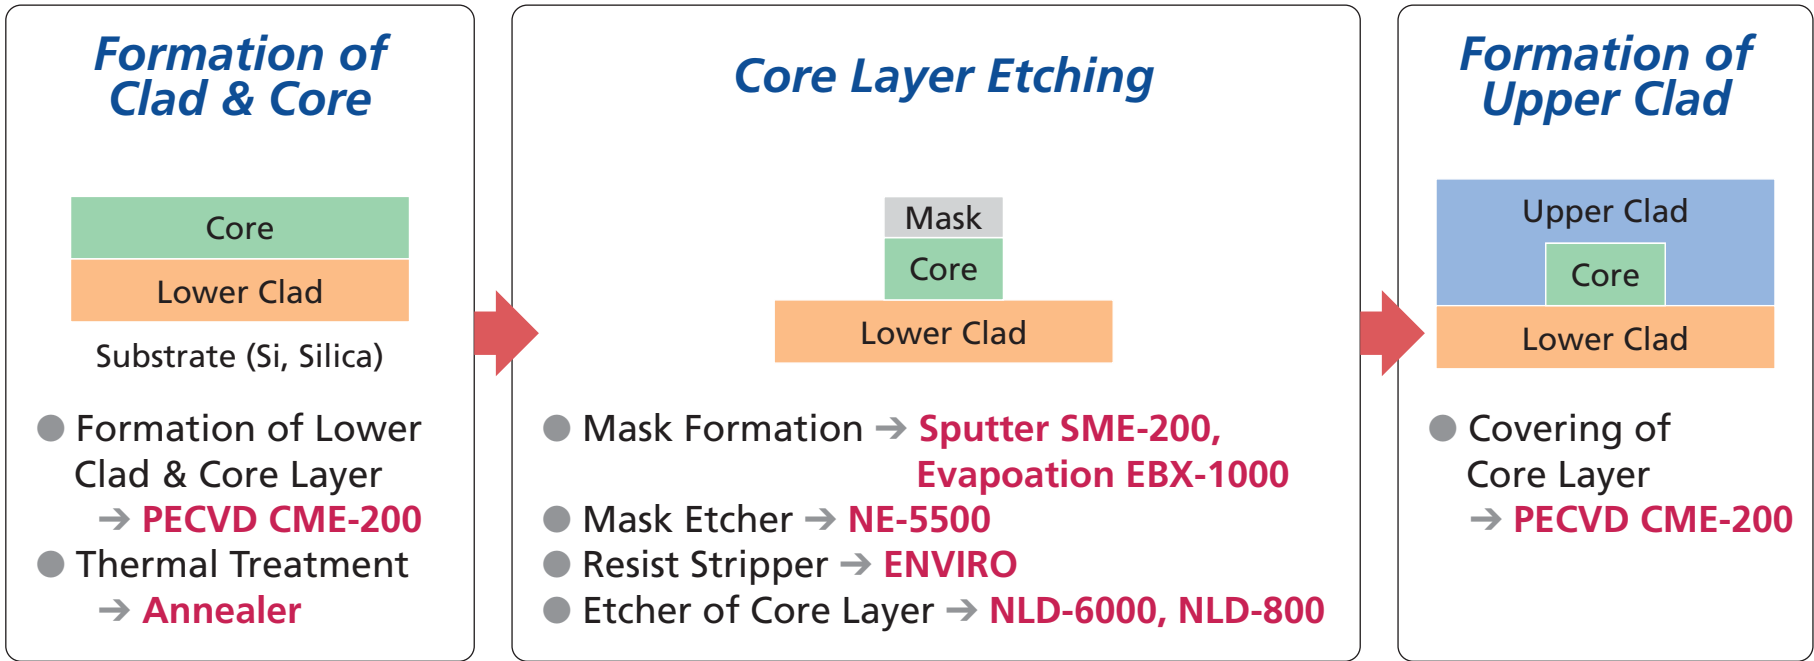 Formation of
Clad & Core
Core
Lower Clad
Substrate (Si, Silica)
● Formation of Lower
Clad & Core Layer
➔ PECVD CME-200
● Thermal Treatment
➔ Annealer
Core Layer Etching
Mask
Core
Lower Clad
● Mask Formation ➔ Sputter SME-200,
Evapoation EBX-1000
● Mask Etcher ➔ NE-5500
● Resist Stripper ➔ ENVIRO
● Etcher of Core Layer ➔ NLD-6000, NLD-800
Formation of
Upper Clad
Upper Clad
Core
Lower Clad
● Covering of
Core Layer
➔ PECVD CME-200